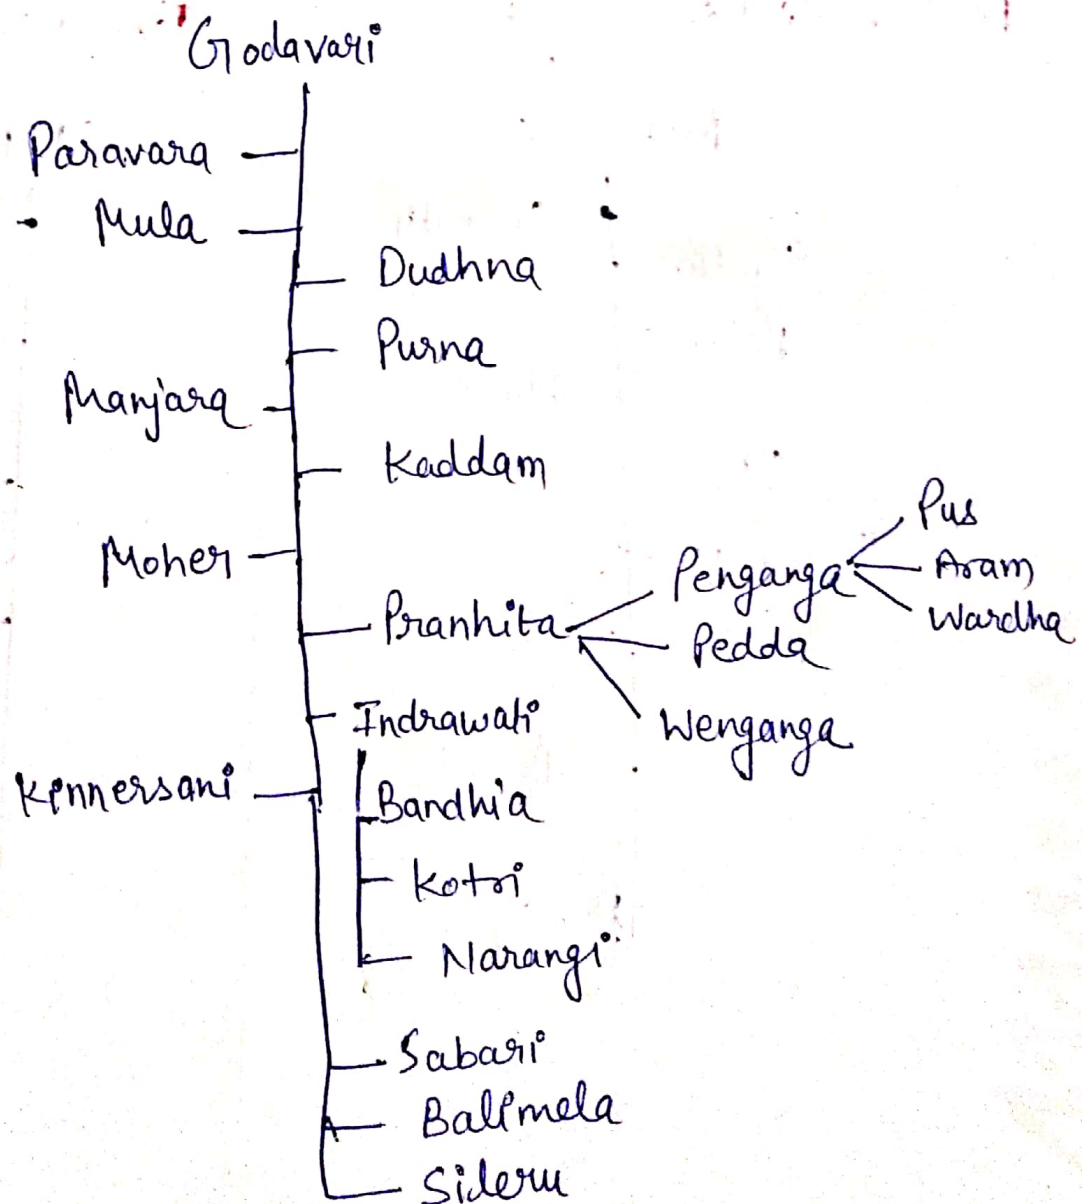 Godavari
Paravara
Mula
Dudhna
Purna
Manjara
Kaddam
Moher
Pus
Penganga
Aram
Wardha
Pranhita
Pedda
Wenganga
Indrawati
Kinnersani
Bandhia
Kotri
Narangi
Sabari
Balimela
Sileru